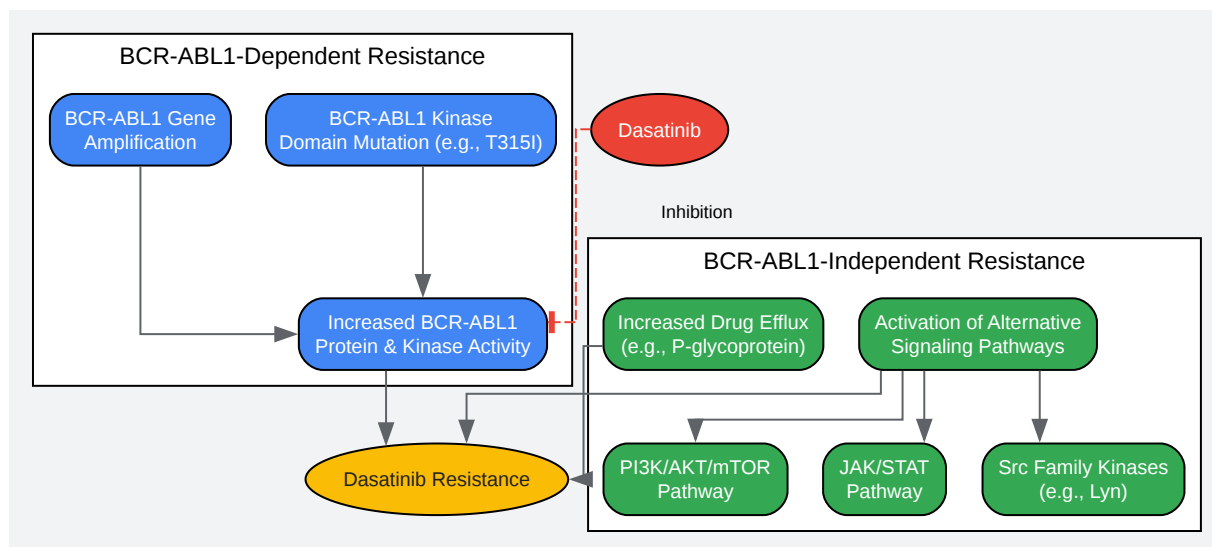 BCR-ABL1-Dependent Resistance
BCR-ABL1 Gene
Amplification
BCR-ABL1 Kinase
Domain Mutation (e.g., T315I)
Dasatinib
Inhibition
BCR-ABL1-Independent Resistance
Increased BCR-ABL1
Protein & Kinase Activity
Increased Drug Efflux
(e.g., P-glycoprotein)
Activation of Alternative
Signaling Pathways
Dasatinib Resistance
PI3K/AKT/mTOR
Pathway
JAK/STAT
Pathway
Src Family Kinases
(e.g., Lyn)